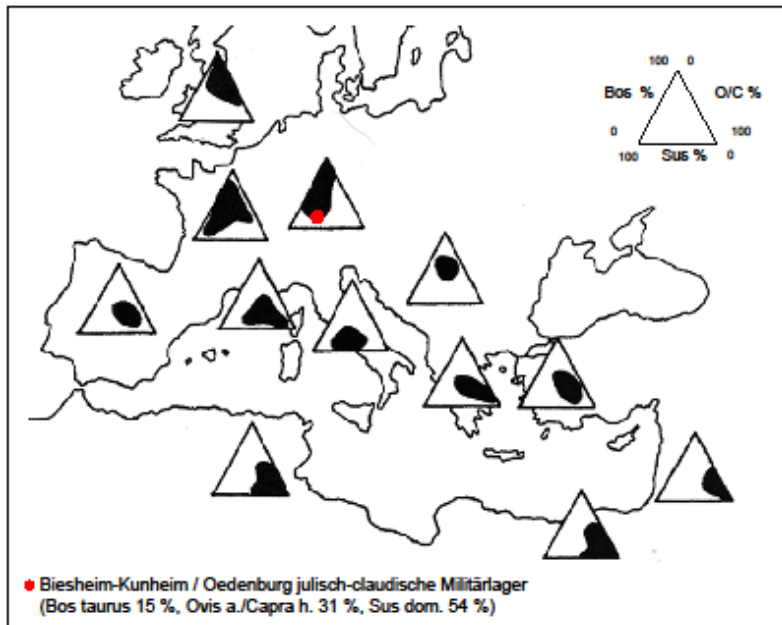 100 0
Bos % O/C %
0 100
Sus %
100 0
Biesheim-Kunheim / Oedenburg julisch-claudische Militärlager
(Bos taurus 15 %, Ovis a./Capra h. 31 %, Sus dom. 54 %)